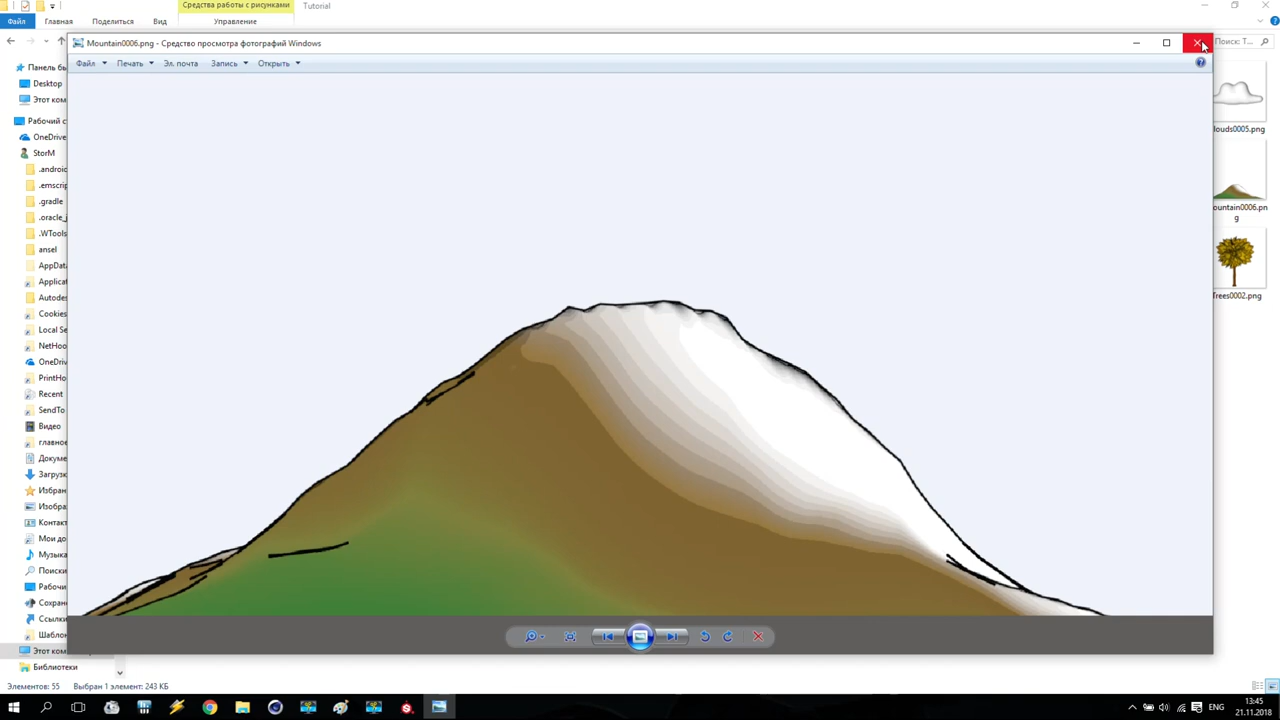 Средства работы с рисунками
Tutorial
Файл
Главная
Поделиться
Вид
Управление
Mountain0006.png - Средство просмотра фотографий Windows
Поиск: T...
Файл
Печать
Эл. почта
Запись
Открыть
Панель бы
Desktop
Этот ком
Рабочий с
OneDrive
StorM
.android
.emscrip
.gradle
.oracle_j
.WTools
ansel
AppData
Applicat
Autodes
Cookies
Local Se
NetHoo
OneDriv
PrintHo
Recent
SendTo
Видео
главное
Докуме
Загрузк
Избран
Изобра
Контакт
Мои до
Музыка
Поиски
Рабочи
Сохране
Ссылки
Шаблон
Этот ком
Библиотеки
louds0005.png
ountain0006.pn
g
Trees0002.png
Элементов: 55
Выбран 1 элемент: 243 КБ
ENG
13:45
21.11.2018